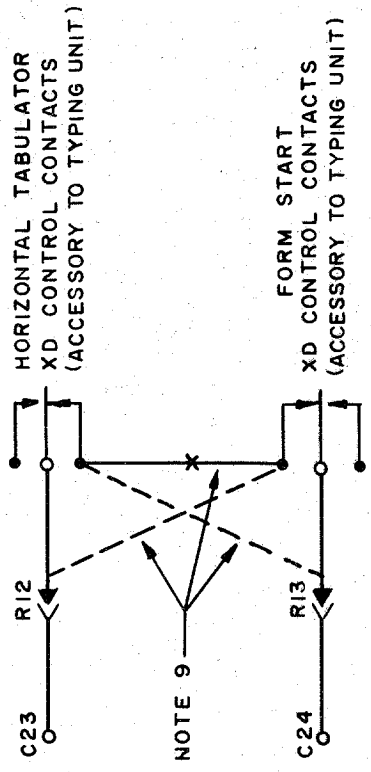 HORIZONTAL TABULATOR
XD CONTROL CONTACTS
(ACCESSORY TO TYPING UNIT)
R12
C23
NOTE 9
FORM START
XD CONTROL CONTACTS
(ACCESSORY TO TYPING UNIT)
R13
C24